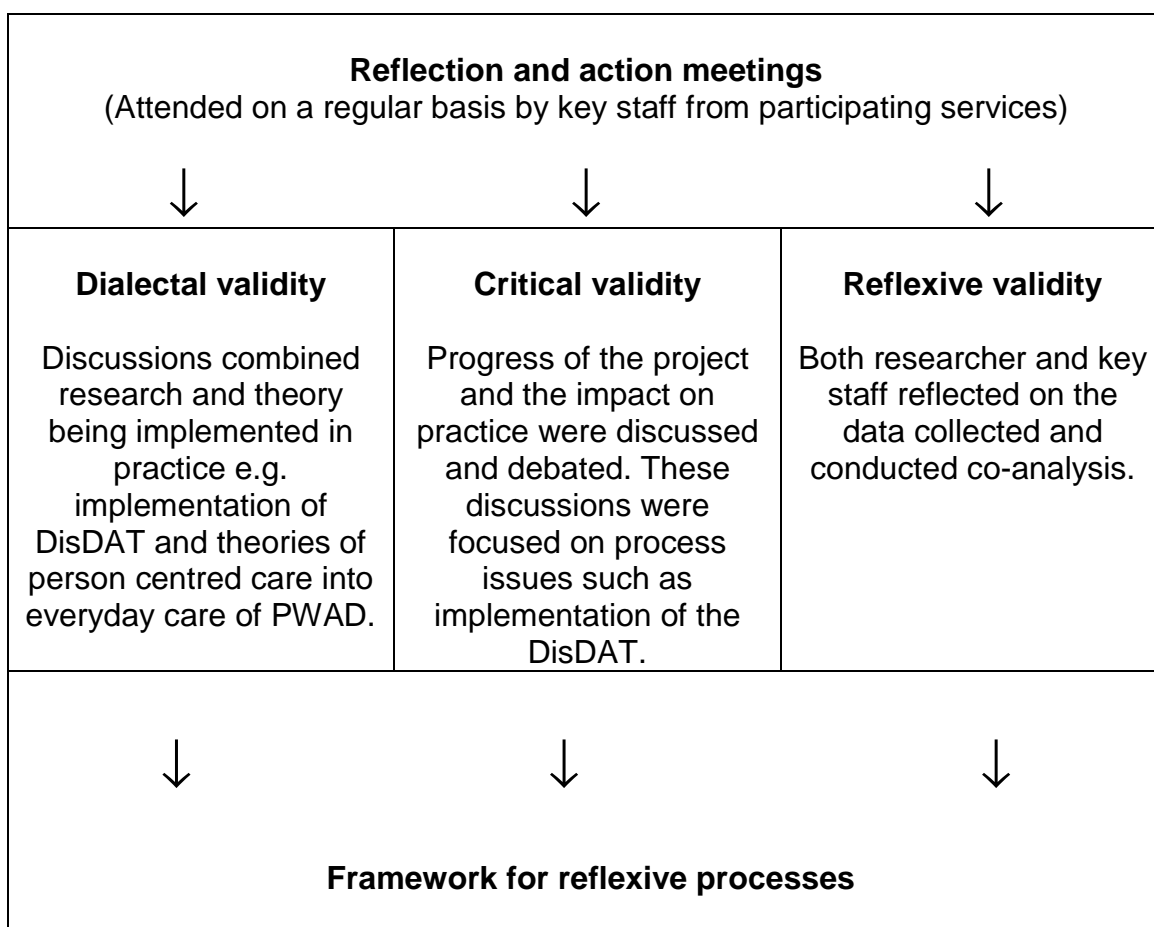 Reflection and action meetings
(Attended on a regular basis by key staff from participating services)
↓ ↓ ↓
Dialectal validity
Discussions combined
research and theory
being implemented in
practice e.g.
implementation of
DisDAT and theories of
person centred care into
everyday care of PWAD.
Critical validity
Progress of the project
and the impact on
practice were discussed
and debated. These
discussions were
focused on process
issues such as
implementation of the
DisDAT.
Reflexive validity
Both researcher and key
staff reflected on the
data collected and
conducted co-analysis.
↓ ↓ ↓
Framework for reflexive processes